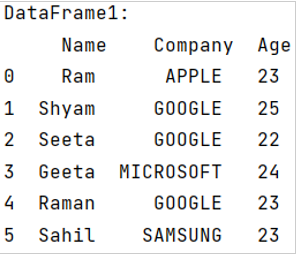 DataFrame1:
Name Company Age
0 Ram APPLE 23
1 Shyam GOOGLE 25
2 Seeta GOOGLE 22
3 Geeta MICROSOFT 24
4 Raman GOOGLE 23
5 Sahil SAMSUNG 23